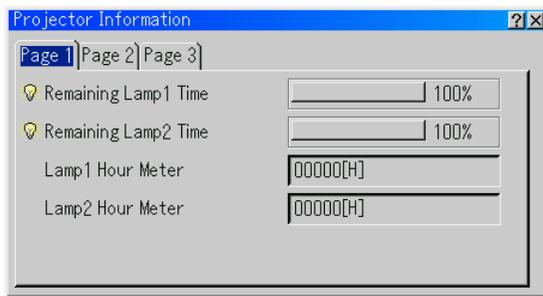 Projector Information ? ×
Page 1 Page 2 Page 3
Remaining Lamp1 Time 100%
Remaining Lamp2 Time 100%
Lamp1 Hour Meter 00000[H]
Lamp2 Hour Meter 00000[H]